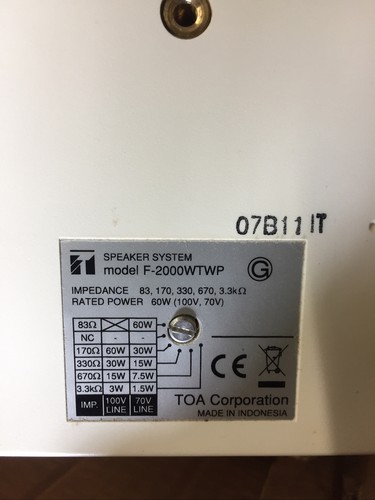 07B11 IT
SPEAKER SYSTEM
model F-2000WTWP
G
IMPEDANCE 83, 170, 330, 670, 3.3kΩ
RATED POWER 60W (100V, 70V)
83Ω 60W
NC - -
170Ω 60W 30W
330Ω 30W 15W
670Ω 15W 7.5W
3.3kΩ 3W 1.5W
IMP. 100V LINE 70V LINE
CE
TOA Corporation
MADE IN INDONESIA